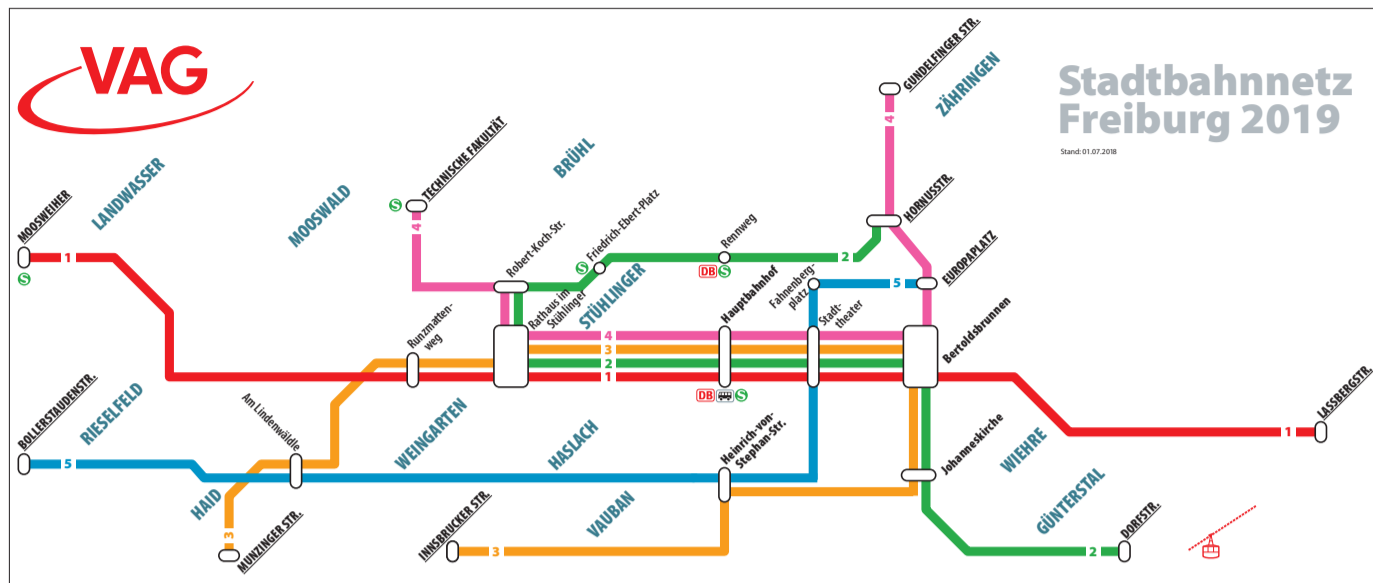 VAG
Stadtbahnnetz
Freiburg 2019
Stand: 01.07.2018
GUNDELFINGER STR.
ZÄHRINGEN
4
TECHNISCHE FAKULTÄT
S
4
BRÜHL
LANDWASSER
MOOSWALD
MOOSWEIHER
S
1
Robert-Koch-Str.
S
Friedrich-Ebert-Platz
Rennweg
DB S
2
HORNUSSTR.
EUROPAPLATZ
5
STÜHLINGER
Rathaus im
Stühlinger
Hauptbahnhof
Fahnenberg-
platz
Stadt-
theater
Runzmatten-
weg
4
3
2
1
DB S
Bertoldsbrunnen
BOLLERSTAUDENSTR.
RIESELFELD
5
Am Lindenwäldle
WEINGARTEN
HASLACH
Heinrich-von-
Stephan-Str.
Johanneskirche
WIEHRE
LASSBERGSTR.
1
HAID
3
MUNZINGER STR.
INNSBRUCKER STR.
3
VAUBAN
GÜNTERSTAL
2
DORFSTR.